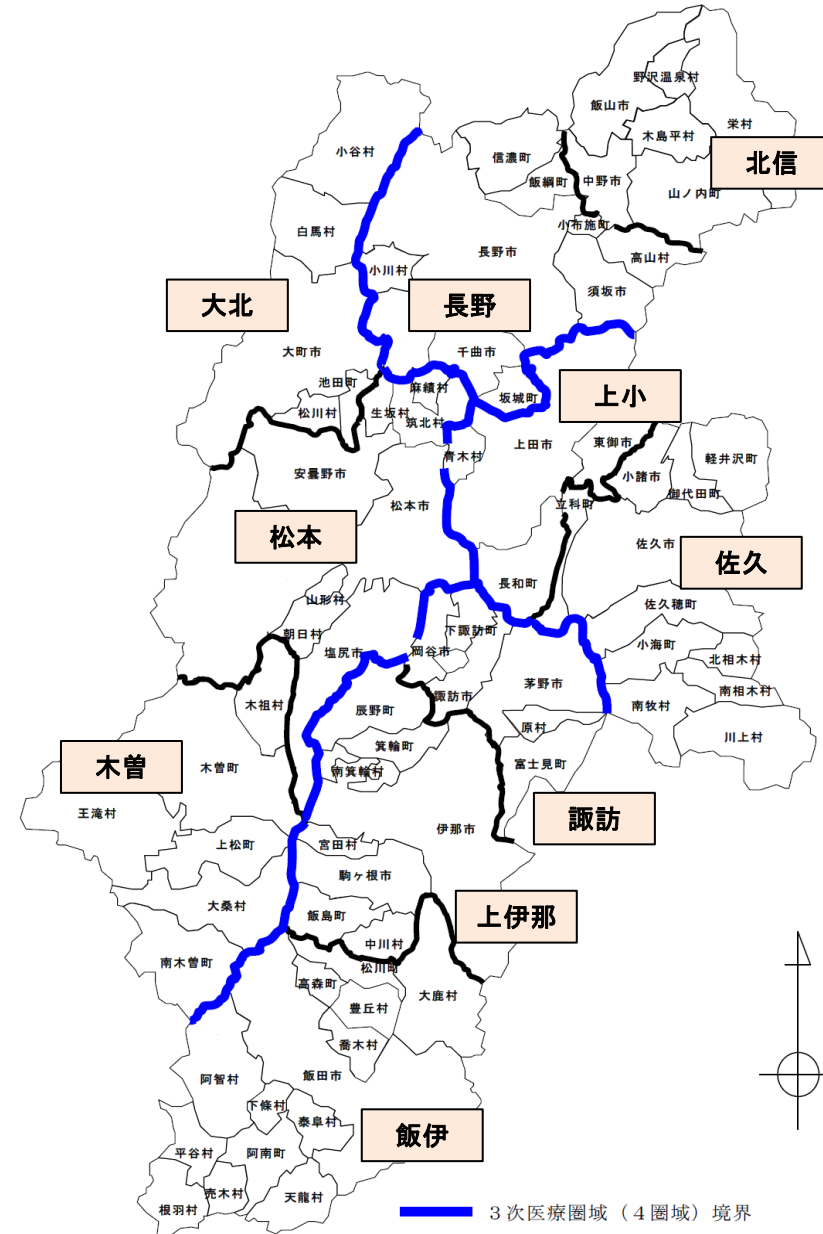 野沢温泉村
飯山市
栄村
木島平村
小谷村
信濃町
北信
飯綱町
中野市
山ノ内町
小布施町
白馬村
長野市
高山村
小川村
須坂市
大北
長野
大町市
千曲市
池田町
麻績村
坂城町
上小
松川村
生坂村
筑北村
東御市
青木村
上田市
軽井沢町
安曇野市
小諸市
御代田町
松本市
立科町
松本
佐久市
佐久
長和町
山形村
佐久穂町
朝日村
下諏訪町
塩尻市
岡谷市
小海町
北相木村
茅野市
諏訪市
南相木村
木祖村
南牧村
辰野町
原村
川上村
箕輪町
木曽
木曽町
南箕輪村
富士見町
王滝村
諏訪
伊那市
上松町
宮田村
駒ヶ根市
大桑村
飯島町
上伊那
中川村
南木曽町
松川町
高森町
大鹿村
豊丘村
喬木村
阿智村
飯田市
下條村
泰阜村
飯伊
平谷村
阿南町
売木村
天龍村
根羽村
３次医療圏域（４圏域）境界